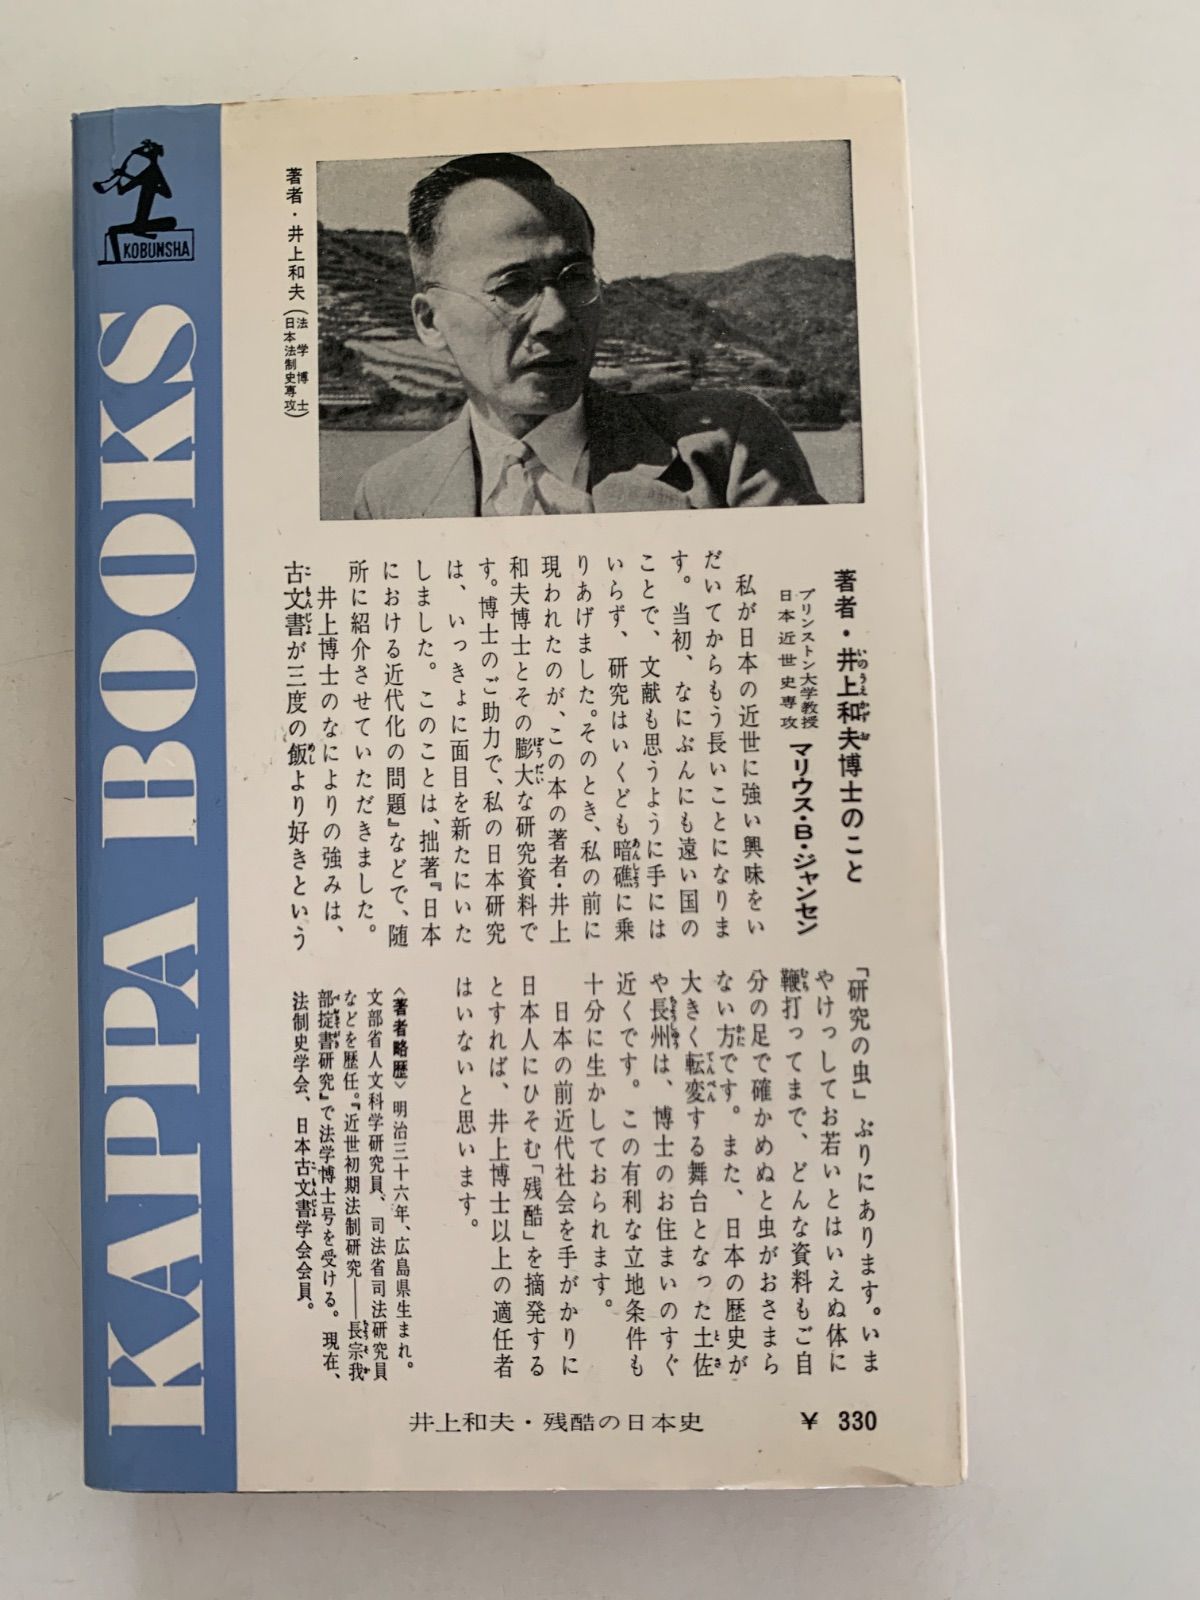 KOBUNSHA
KAPPA BOOKS
著者・井上和夫（法学博士 日本法制史専攻）
著者・井上和夫博士のこと
プリンストン大学教授
日本近世史専攻
マリウス・B・ジャンセン
私が日本の近世に強い興味をい
だいてからもう長いことになりま
す。当初、なにぶんにも遠い国の
ことで、文献も思うように手には
いらず、研究はいくども暗礁に乗
りあげました。そのとき、私の前に
現われたのが、この本の著者・井上
和夫博士とその膨大な研究資料で
す。博士のご助力で、私の日本研究
は、いっきょに面目を新たにいた
しました。このことは、拙著『日本
における近代化の問題』などで、随
所に紹介させていただきました。
井上博士のなによりの強みは、
古文書が三度の飯より好きという
「研究の虫」ぶりにあります。いま
やけっしてお若いとはいえぬ体に
鞭打ってまで、どんな資料もご自
分の足で確かめぬと虫がおさまら
ない方です。また、日本の歴史が
大きく転変する舞台となった土佐
や長州は、博士のお住まいのすぐ
近くです。この有利な立地条件も
十分に生かしておられます。
日本の前近代社会を手がかりに
日本人にひそむ「残酷」を摘発する
とすれば、井上博士以上の適任者
はいないと思います。
〈著者略歴〉明治三十六年、広島県生まれ。
文部省人文科学研究員、司法省司法研究員
などを歴任。『近世初期法制研究――長宗我
部掟書研究』で法学博士号を受ける。現在、
法制史学会、日本古文書学会会員。
井上和夫・残酷の日本史
¥ 330